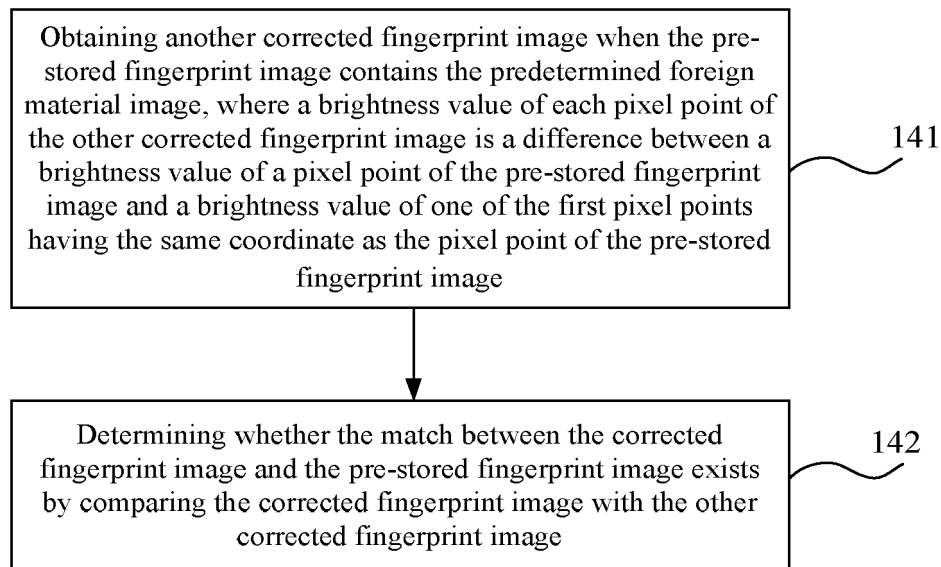 Obtaining another corrected fingerprint image when the pre-
stored fingerprint image contains the predetermined foreign
material image, where a brightness value of each pixel point of
the other corrected fingerprint image is a difference between a
brightness value of a pixel point of the pre-stored fingerprint
image and a brightness value of one of the first pixel points
having the same coordinate as the pixel point of the pre-stored
fingerprint image
141
Determining whether the match between the corrected
fingerprint image and the pre-stored fingerprint image exists
by comparing the corrected fingerprint image with the other
corrected fingerprint image
142